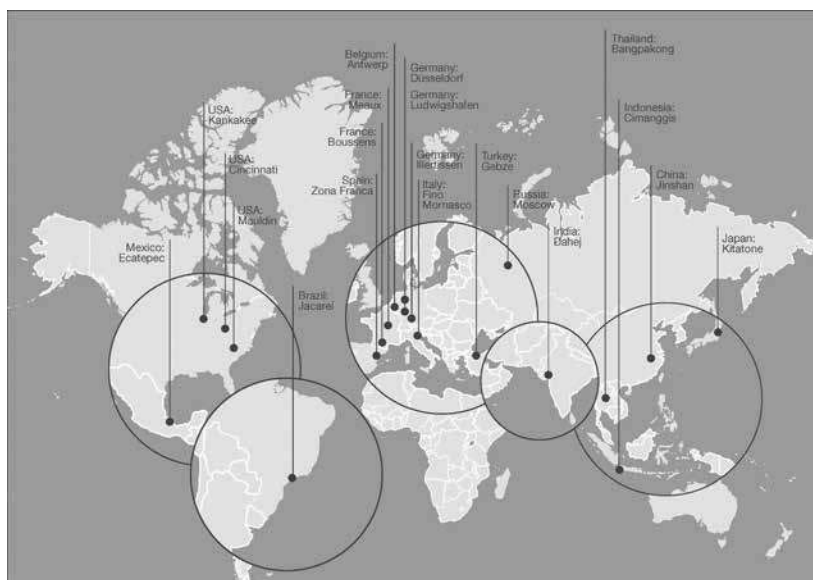 Thailand:
Bangpakong
Belgium:
Antwerp
Germany:
Düsseldorf
France:
Meaux
Germany:
Ludwigshafen
USA:
Kankakee
Indonesia:
Cimanggis
France:
Boussens
USA:
Cincinnati
Germany:
Illertissen
Turkey:
Gebze
Spain:
Zona Franca
Italy:
Fino
Mornasco
China:
Jinshan
Russia:
Moscow
USA:
Mauldin
India:
Dahej
Japan:
Kitatone
Mexico:
Ecatepec
Brazil:
Jacareí